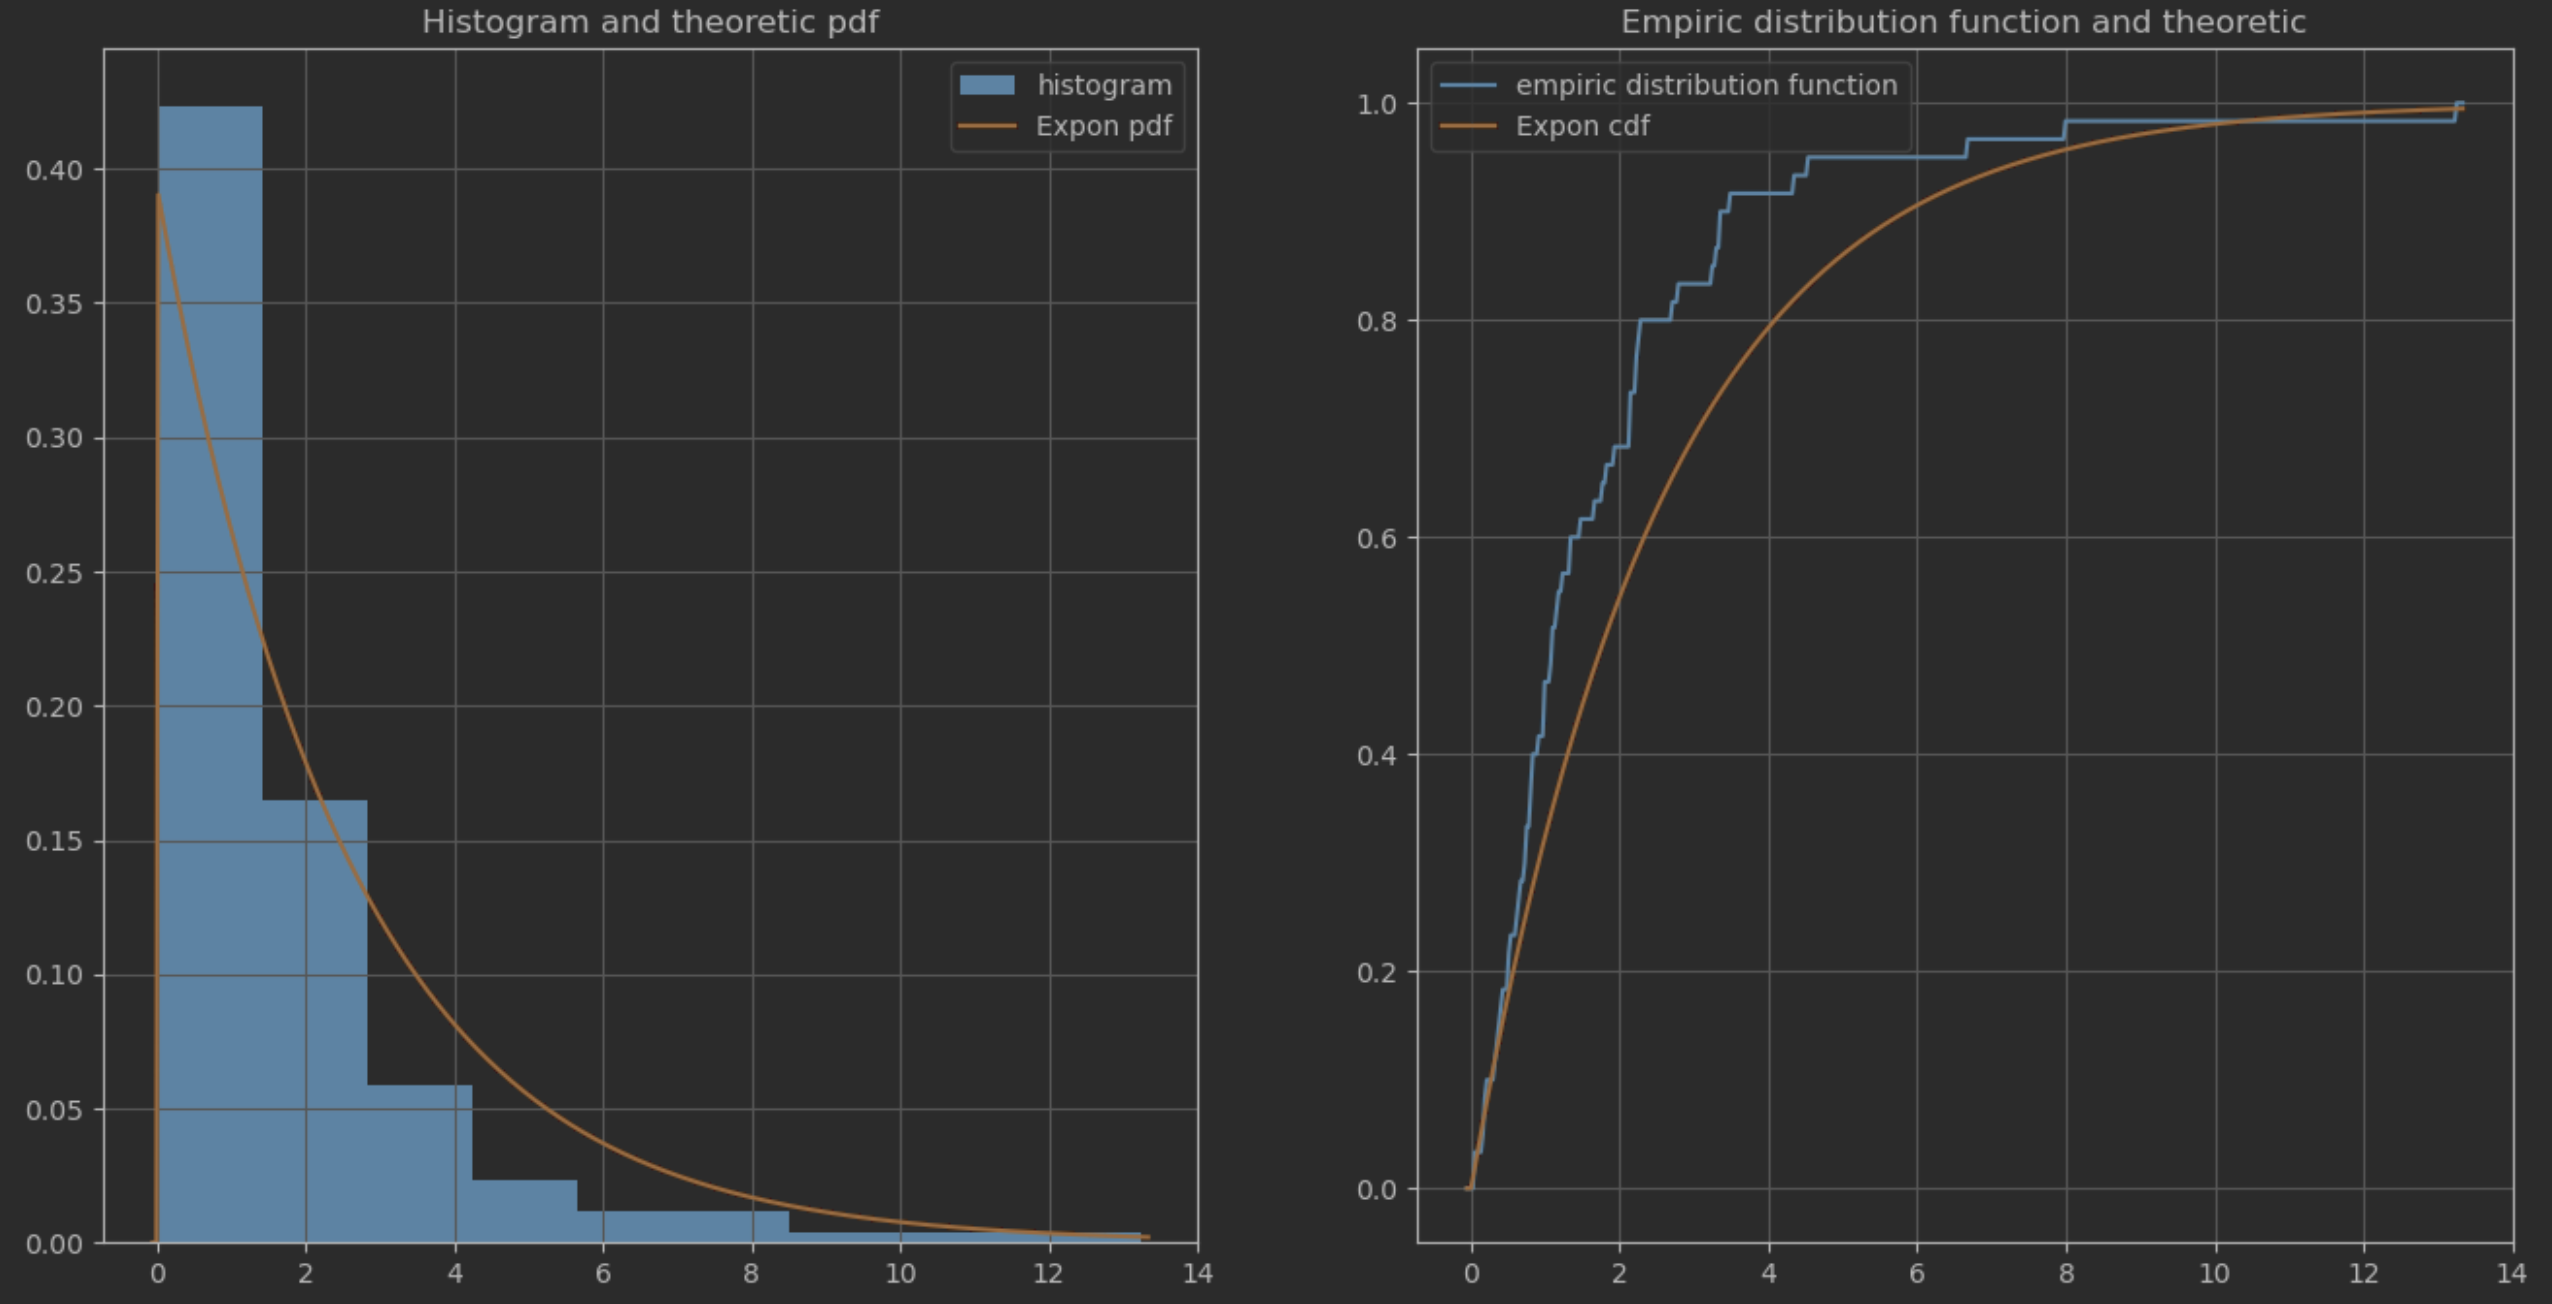 Histogram and theoretic pdf
histogram
Expon pdf
0.40
0.35
0.30
0.25
0.20
0.15
0.10
0.05
0.00
0 2 4 6 8 10 12 14
Empiric distribution function and theoretic
empiric distribution function
Expon cdf
1.0
0.8
0.6
0.4
0.2
0.0
0 2 4 6 8 10 12 14